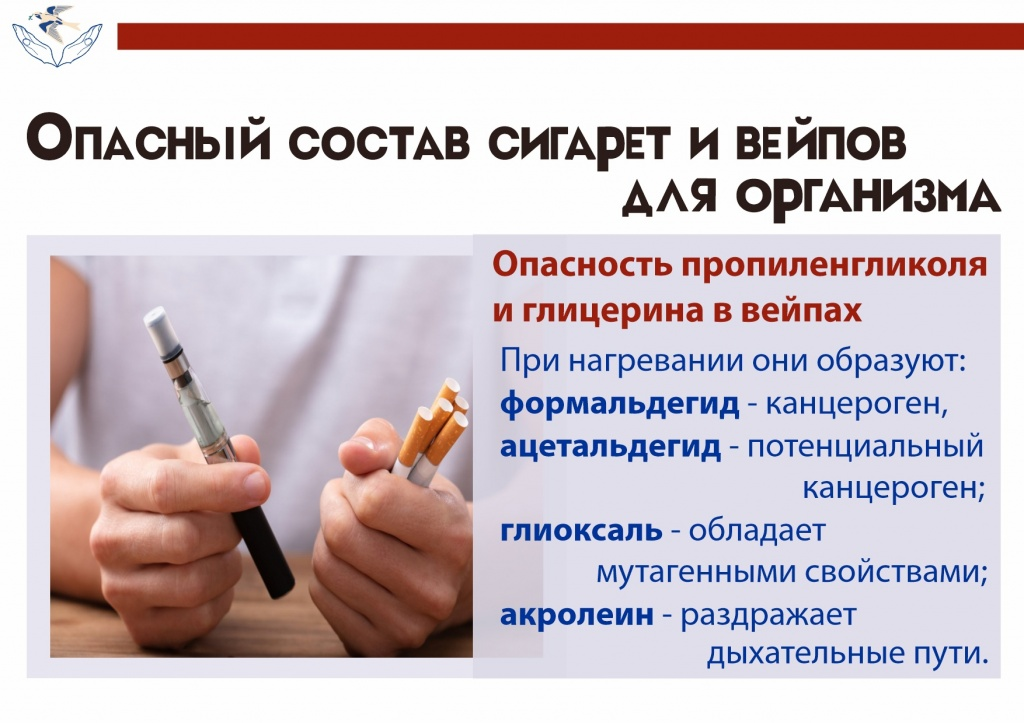 Опасный состав сигарет и вейпов
для организма
Опасность пропиленгликоля
и глицерина в вейпах
При нагревании они образуют:
формальдегид - канцероген,
ацетальдегид - потенциальный
канцероген;
глиоксаль - обладает
мутагенными свойствами;
акролеин - раздражает
дыхательные пути.